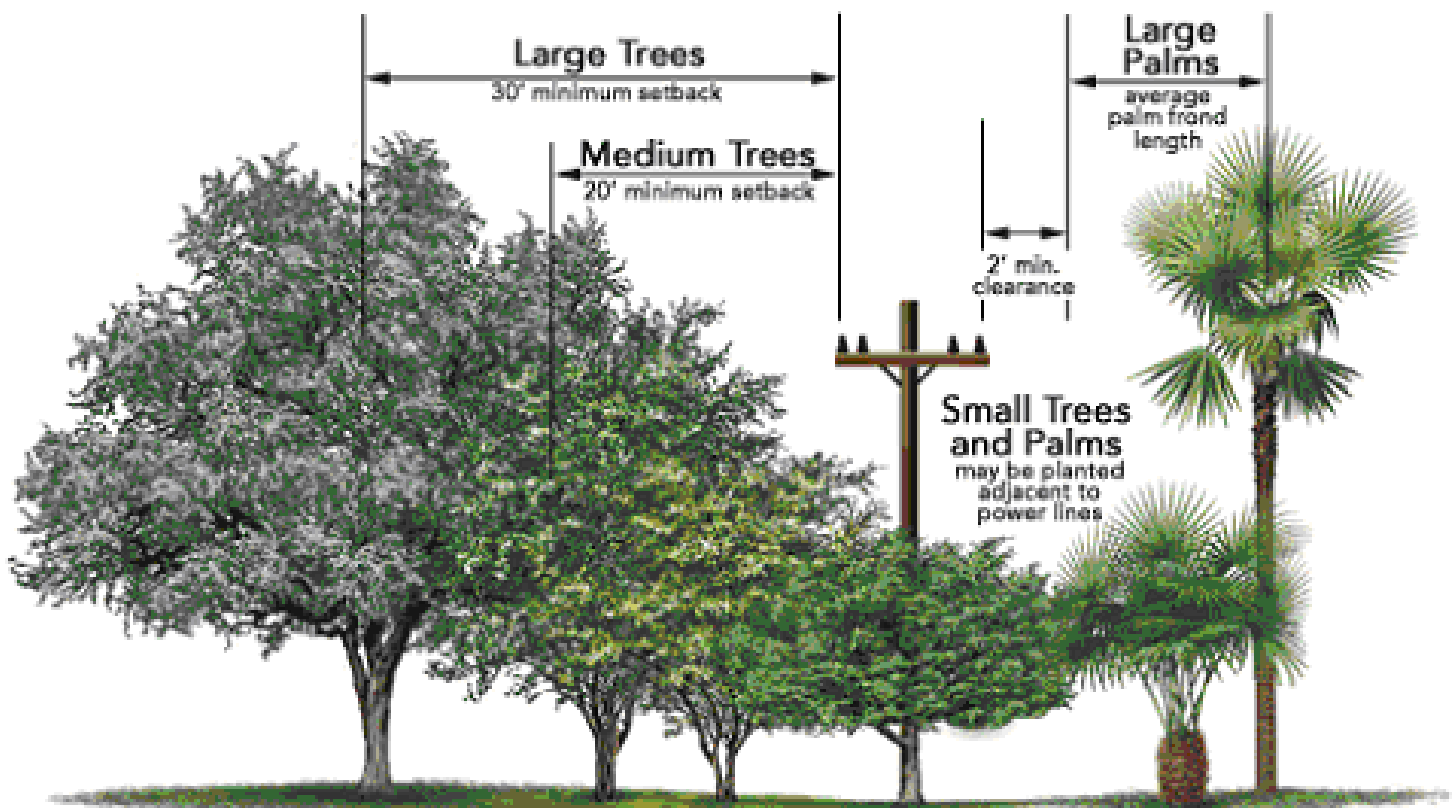 Large Trees
30' minimum setback
Medium Trees
20' minimum setback
Large
Palms
average
palm frond
length
2' min.
clearance
Small Trees
and Palms
may be planted
adjacent to
power lines